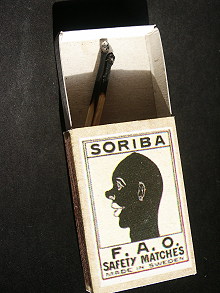 SORIBA
F. A. O.
SAFETY MATCHES
MADE IN SWEDEN